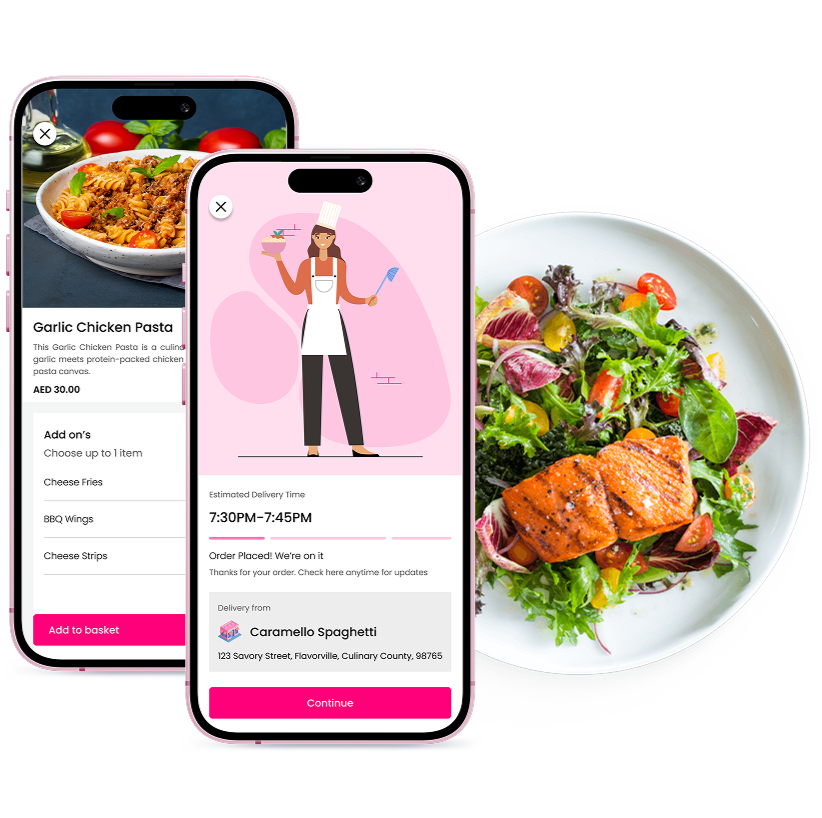 Garlic Chicken Pasta
This Garlic Chicken Pasta is a
garlic meets protein-packed chicken
pasta canvas.
AED 30.00
Add on’s
Choose up to 1 item
Cheese Fries
BBQ Wings
Cheese Strips
Add to basket
Estimated Delivery Time
7:30PM-7:45PM
Order Placed! We’re on it
Thanks for your order. Check here anytime for updates
Delivery from
Caramello Spaghetti
123 Savory Street, Flavorville, Culinary County, 98765
Continue